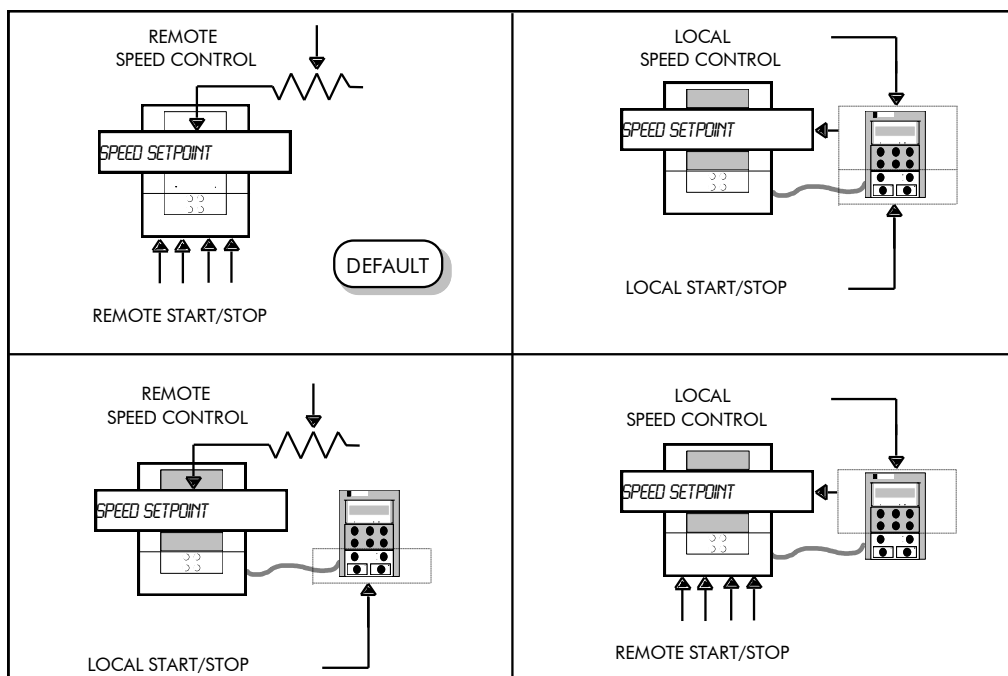 REMOTE
SPEED CONTROL
SPEED SETPOINT
DEFAULT
REMOTE START/STOP
LOCAL
SPEED CONTROL
SPEED SETPOINT
LOCAL START/STOP
REMOTE
SPEED CONTROL
SPEED SETPOINT
LOCAL START/STOP
LOCAL
SPEED CONTROL
SPEED SETPOINT
REMOTE START/STOP